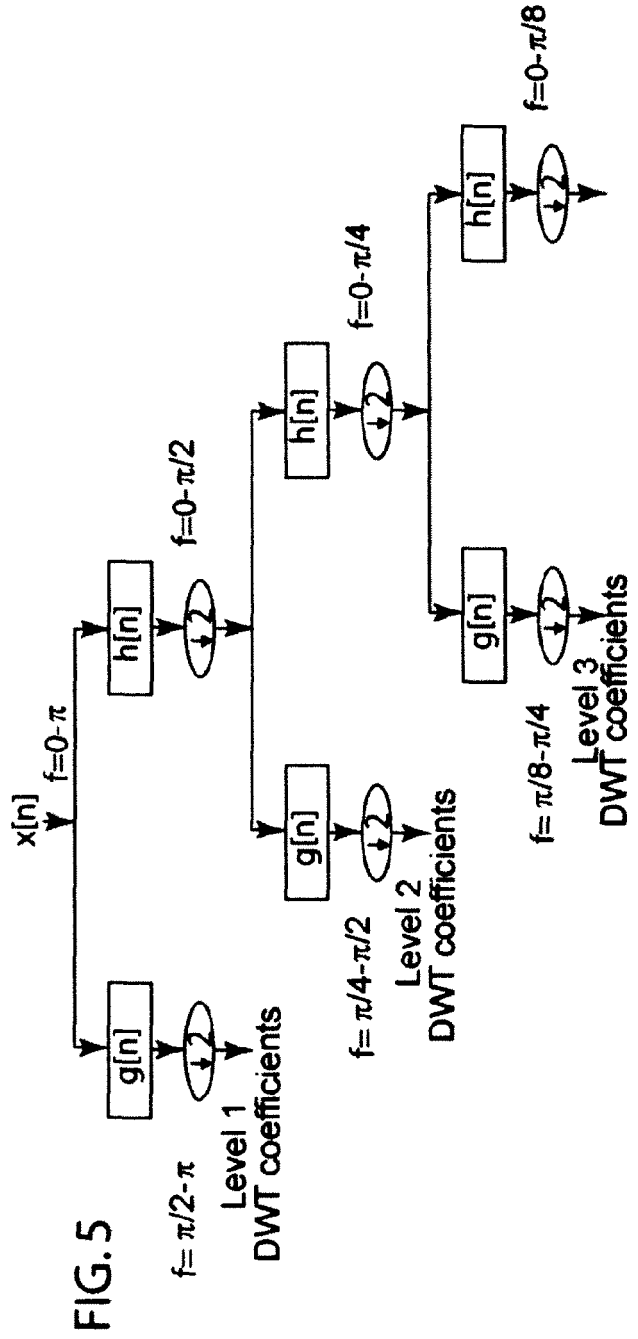 FIG. 5
x[n]
f=0-π
g[n]
h[n]
f= π/2-π
↓2
↓2
f=0-π/2
Level 1
DWT coefficients
g[n]
h[n]
f= π/4-π/2
↓2
↓2
f=0-π/4
Level 2
DWT coefficients
g[n]
h[n]
f= π/8-π/4
↓2
↓2
f=0-π/8
Level 3
DWT coefficients